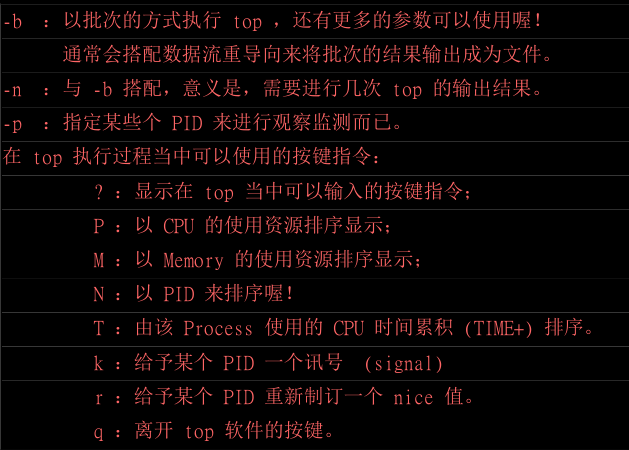 -b ：以批次的方式执行 top ，还有更多的参数可以使用喔！
通常会搭配数据流重导向来将批次的结果输出成为文件。
-n ：与 -b 搭配，意义是，需要进行几次 top 的输出结果。
-p ：指定某些个 PID 来进行观察监测而已。
在 top 执行过程当中可以使用的按键指令：
? ：显示在 top 当中可以输入的按键指令；
P ：以 CPU 的使用资源排序显示；
M ：以 Memory 的使用资源排序显示；
N ：以 PID 来排序喔！
T ：由该 Process 使用的 CPU 时间累积 (TIME+) 排序。
k ：给予某个 PID 一个讯号 (signal)
r ：给予某个 PID 重新制订一个 nice 值。
q ：离开 top 软件的按键。